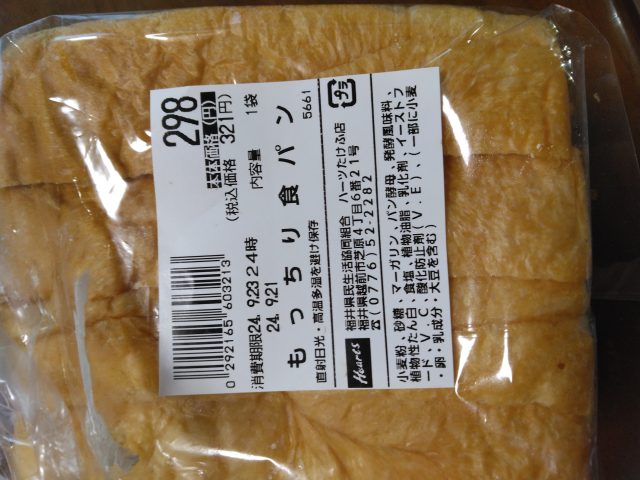 298
本体価格(円)
(税込価格 321円)
内容量 1袋
0 292165 603213
消費期限24. 9.23 24時
24. 9.21
もっちり食パン
5661
直射日光・高温多湿を避け保存
Hearts
福井県民生活協同組合 ハーツたけふ店
福井県越前市芝原4丁目6番21号
☎(0776)52-2282
プラ
小麦粉、砂糖、マーガリン、パン酵母、発酵風味料、
植物性たん白、食塩、植物油脂、乳化剤、イーストフ
ード、V.C、酸化防止剤(V.E)、(一部に小麦
・卵・乳成分・大豆を含む)